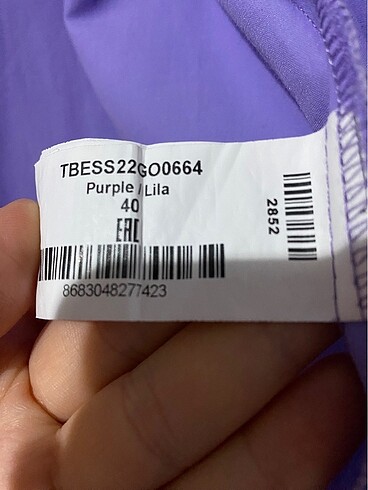 TBESS22GO0664
Purple / Lila
40
EAC
8683048277423
2852